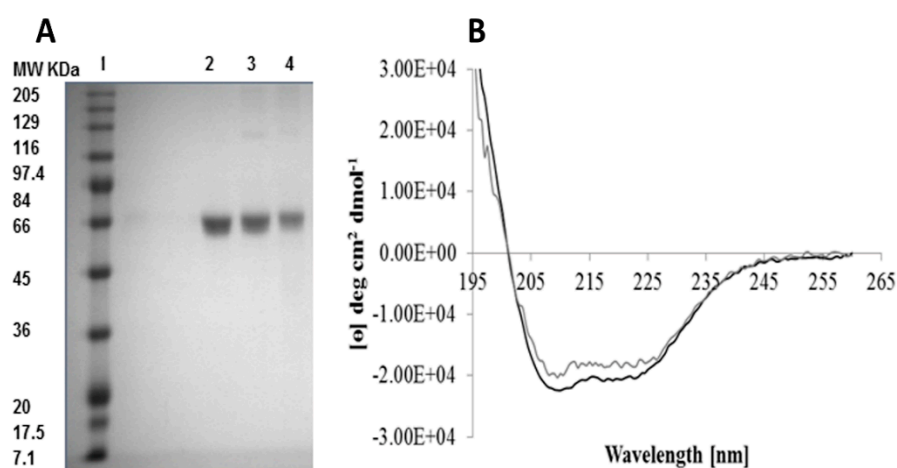 A
MW KDa 1 2 3 4
205
129
116
97.4
84
66
45
36
20
17.5
7.1
B
[ɵ] deg cm² dmol⁻¹
3.00E+04
2.00E+04
1.00E+04
0.00E+00
-1.00E+04
-2.00E+04
-3.00E+04
195 205 215 225 235 245 255 265
Wavelength [nm]